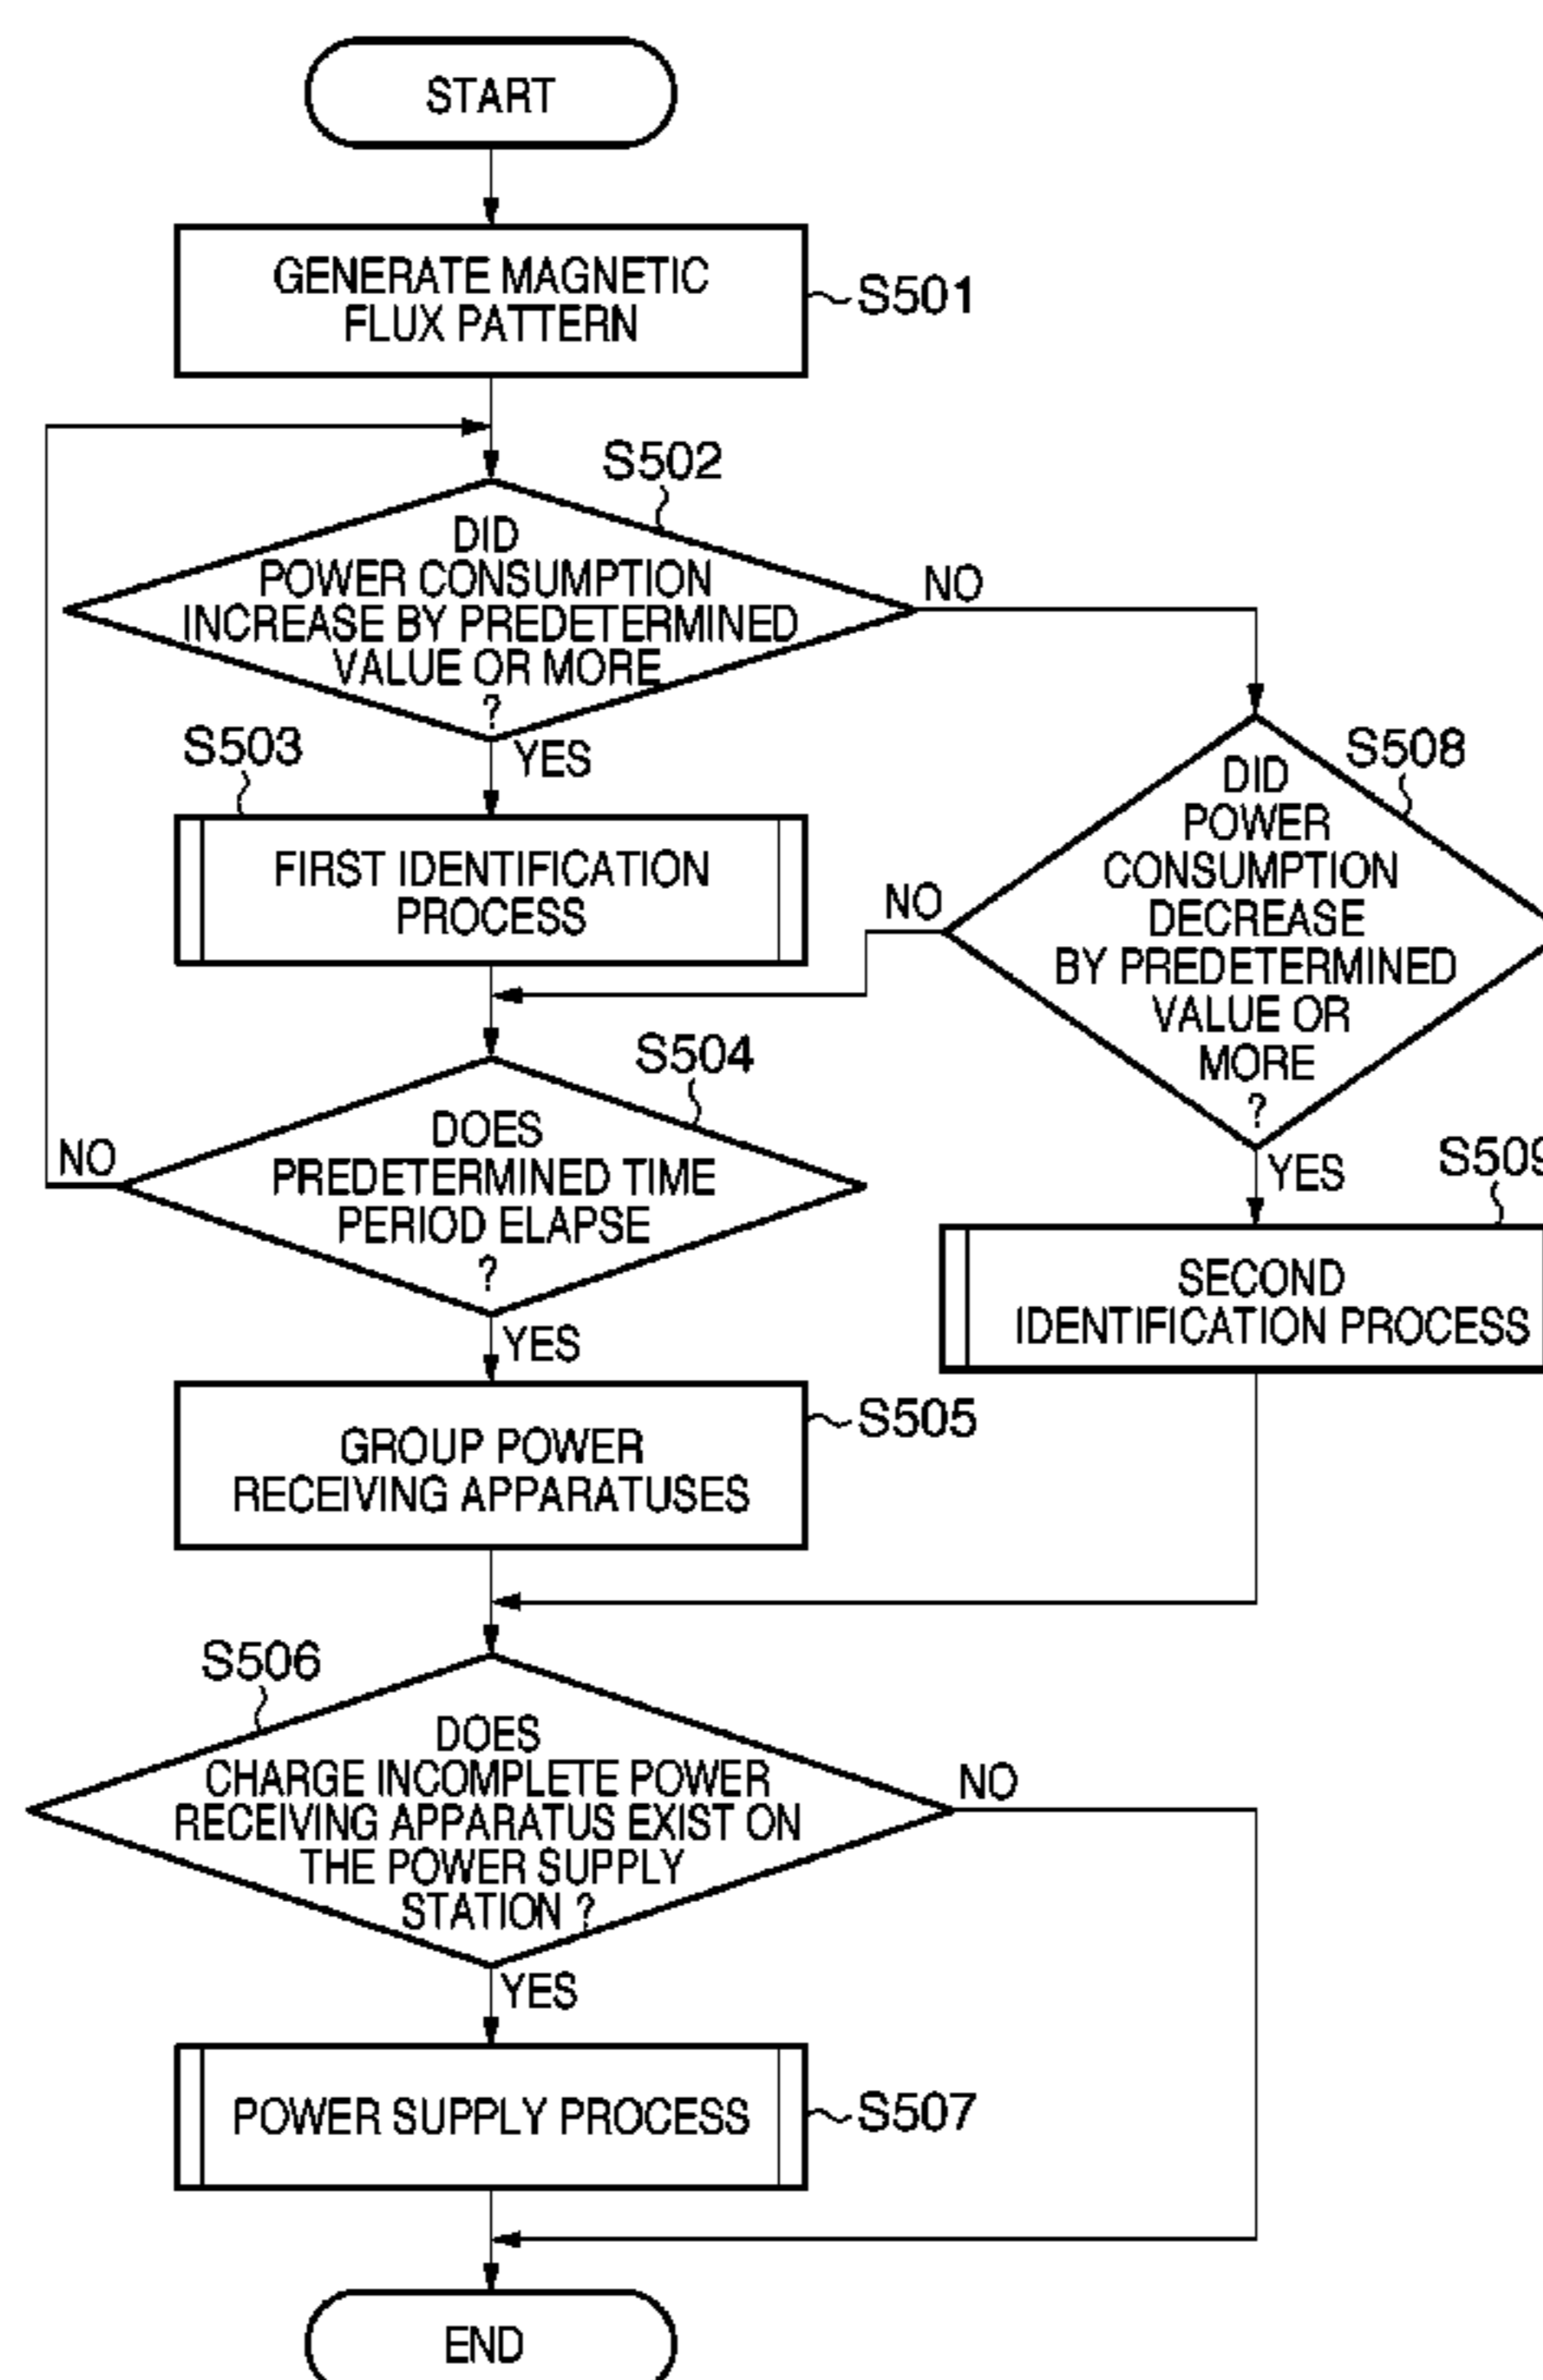 START
GENERATE MAGNETIC
FLUX PATTERN
S501
S502
DID
POWER CONSUMPTION
INCREASE BY PREDETERMINED
VALUE OR MORE
?
NO
YES
S503
FIRST IDENTIFICATION
PROCESS
S508
DID
POWER
CONSUMPTION
DECREASE
BY PREDETERMINED
VALUE OR
MORE
?
NO
YES
S504
DOES
PREDETERMINED TIME
PERIOD ELAPSE
?
NO
YES
S509
SECOND
IDENTIFICATION PROCESS
GROUP POWER
RECEIVING APPARATUSES
S505
S506
DOES
CHARGE INCOMPLETE POWER
RECEIVING APPARATUS EXIST ON
THE POWER SUPPLY
STATION ?
NO
YES
POWER SUPPLY PROCESS
S507
END